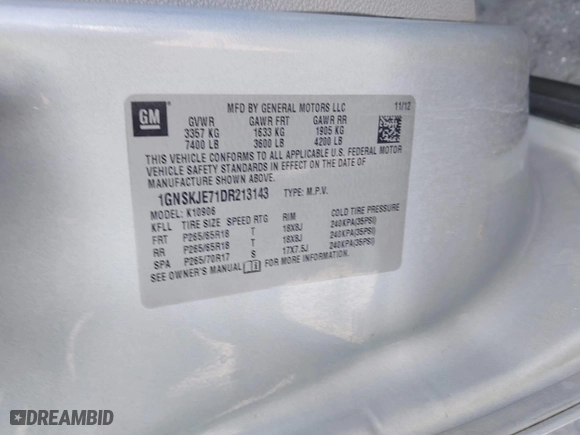 GM
MFD BY GENERAL MOTORS LLC 11/12
GVWR GAWR FRT GAWR RR
3357 KG 1633 KG 1905 KG
7400 LB 3600 LB 4200 LB
THIS VEHICLE CONFORMS TO ALL APPLICABLE U.S. FEDERAL MOTOR
VEHICLE SAFETY STANDARDS IN EFFECT ON THE DATE OF
MANUFACTURE SHOWN ABOVE.
1GNSKJE71DR213143 TYPE: M.P.V.
MODEL: K10906
KFLL TIRE SIZE SPEED RTG RIM COLD TIRE PRESSURE
FRT P265/65R18 T 18X8J 240KPA(35PSI)
RR P265/65R18 T 18X8J 240KPA(35PSI)
SPA P265/70R17 S 17X7.5J 240KPA(35PSI)
SEE OWNER'S MANUAL FOR MORE INFORMATION.
DREAMBID